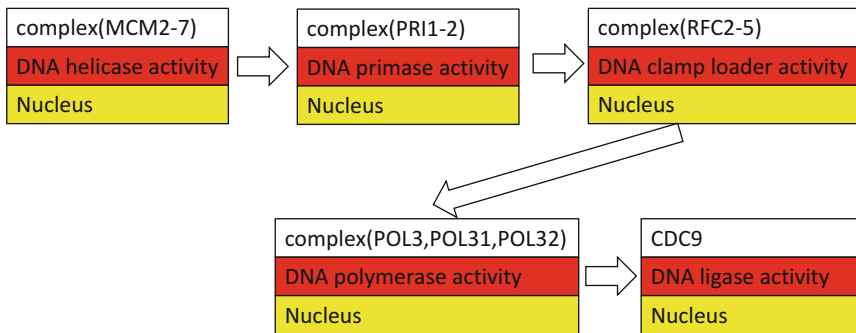 complex(MCM2-7)
DNA helicase activity
Nucleus
complex(PRI1-2)
DNA primase activity
Nucleus
complex(RFC2-5)
DNA clamp loader activity
Nucleus
complex(POL3,POL31,POL32)
DNA polymerase activity
Nucleus
CDC9
DNA ligase activity
Nucleus